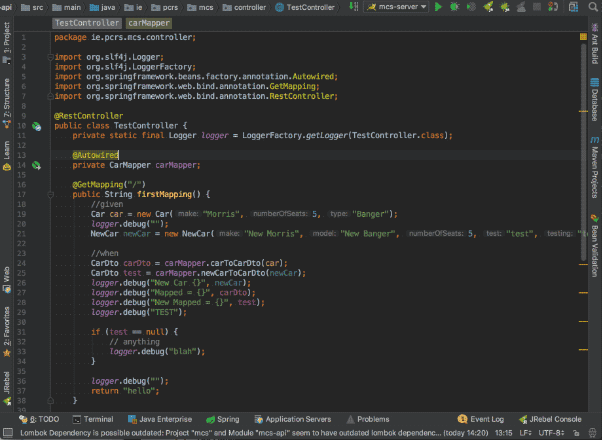 -api src main java ie pcrs mcs controller TestController mcs-server
TestController carMapper
1 package ie.pcrs.mcs.controller;
2
3 import org.slf4j.Logger;
4 import org.slf4j.LoggerFactory;
5 import org.springframework.beans.factory.annotation.Autowired;
6 import org.springframework.web.bind.annotation.GetMapping;
7 import org.springframework.web.bind.annotation.RestController;
8
9 @RestController
10 public class TestController {
11 private static final Logger logger = LoggerFactory.getLogger(TestController.class);
12
13 @Autowired
14 private CarMapper carMapper;
15
16 @GetMapping("/")
17 public String firstMapping() {
18 //given
19 Car car = new Car( make: "Morris", numberOfSeats: 5, type: "Banger");
20 logger.debug("");
21 NewCar newCar = new NewCar( make: "New Morris", model: "New Banger", numberOfSeats: 5, test: "test", testing:
22
23 //when
24 CarDto carDto = carMapper.carToCarDto(car);
25 CarDto test = carMapper.newCarToCarDto(newCar);
26 logger.debug("New Car {}", newCar);
27 logger.debug("Mapped = {}", carDto);
28 logger.debug("New Mapped = {}", test);
29 logger.debug("TEST");
30
31 if (test == null) {
32 // anything
33 logger.debug("blah");
34 }
35
36 logger.debug("");
37 return "hello";
38 }
1: Project
7: Structure
Learn
Web
2: Favorites
JRebel
Ant Build
Database
Maven Projects
Bean Validation
6: TODO Terminal Java Enterprise Spring Application Servers Problems Event Log JRebel Console
Lombok Dependency is possible outdated: Project "mcs" and Module "mcs-api" seem to have outdated lombok dependenc... (today 14:20) 13:15 LF÷ UTF-8÷